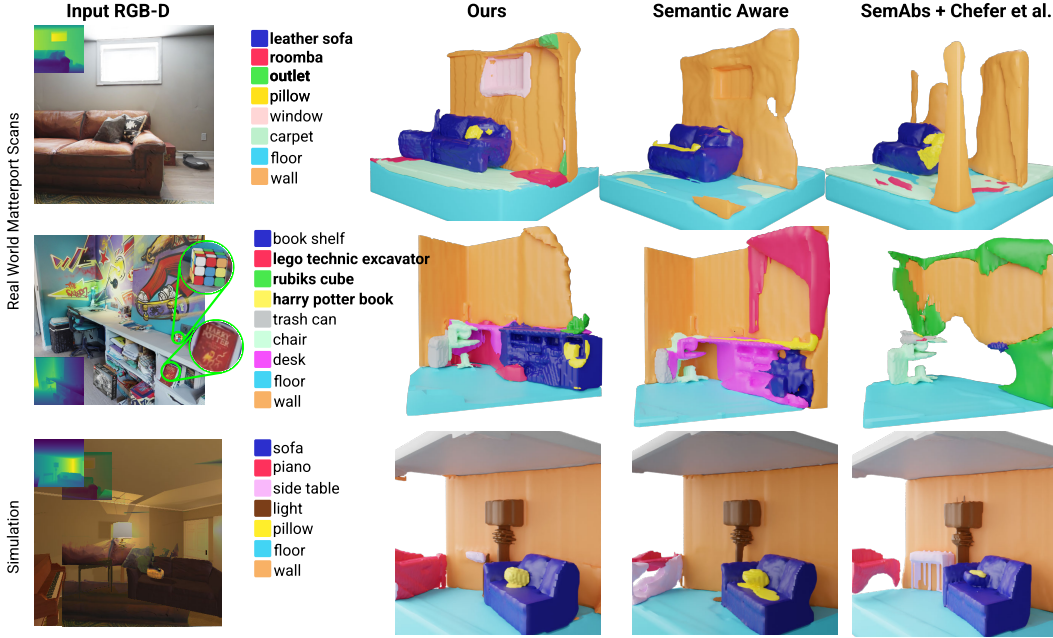 Input RGB-D
Ours
Semantic Aware
SemAbs + Chefer et al.
Real World Matterport Scans
leather sofa
roomba
outlet
pillow
window
carpet
floor
wall
book shelf
lego technic excavator
rubiks cube
harry potter book
trash can
chair
desk
floor
wall
HARRY
POTTER
Simulation
sofa
piano
side table
light
pillow
floor
wall